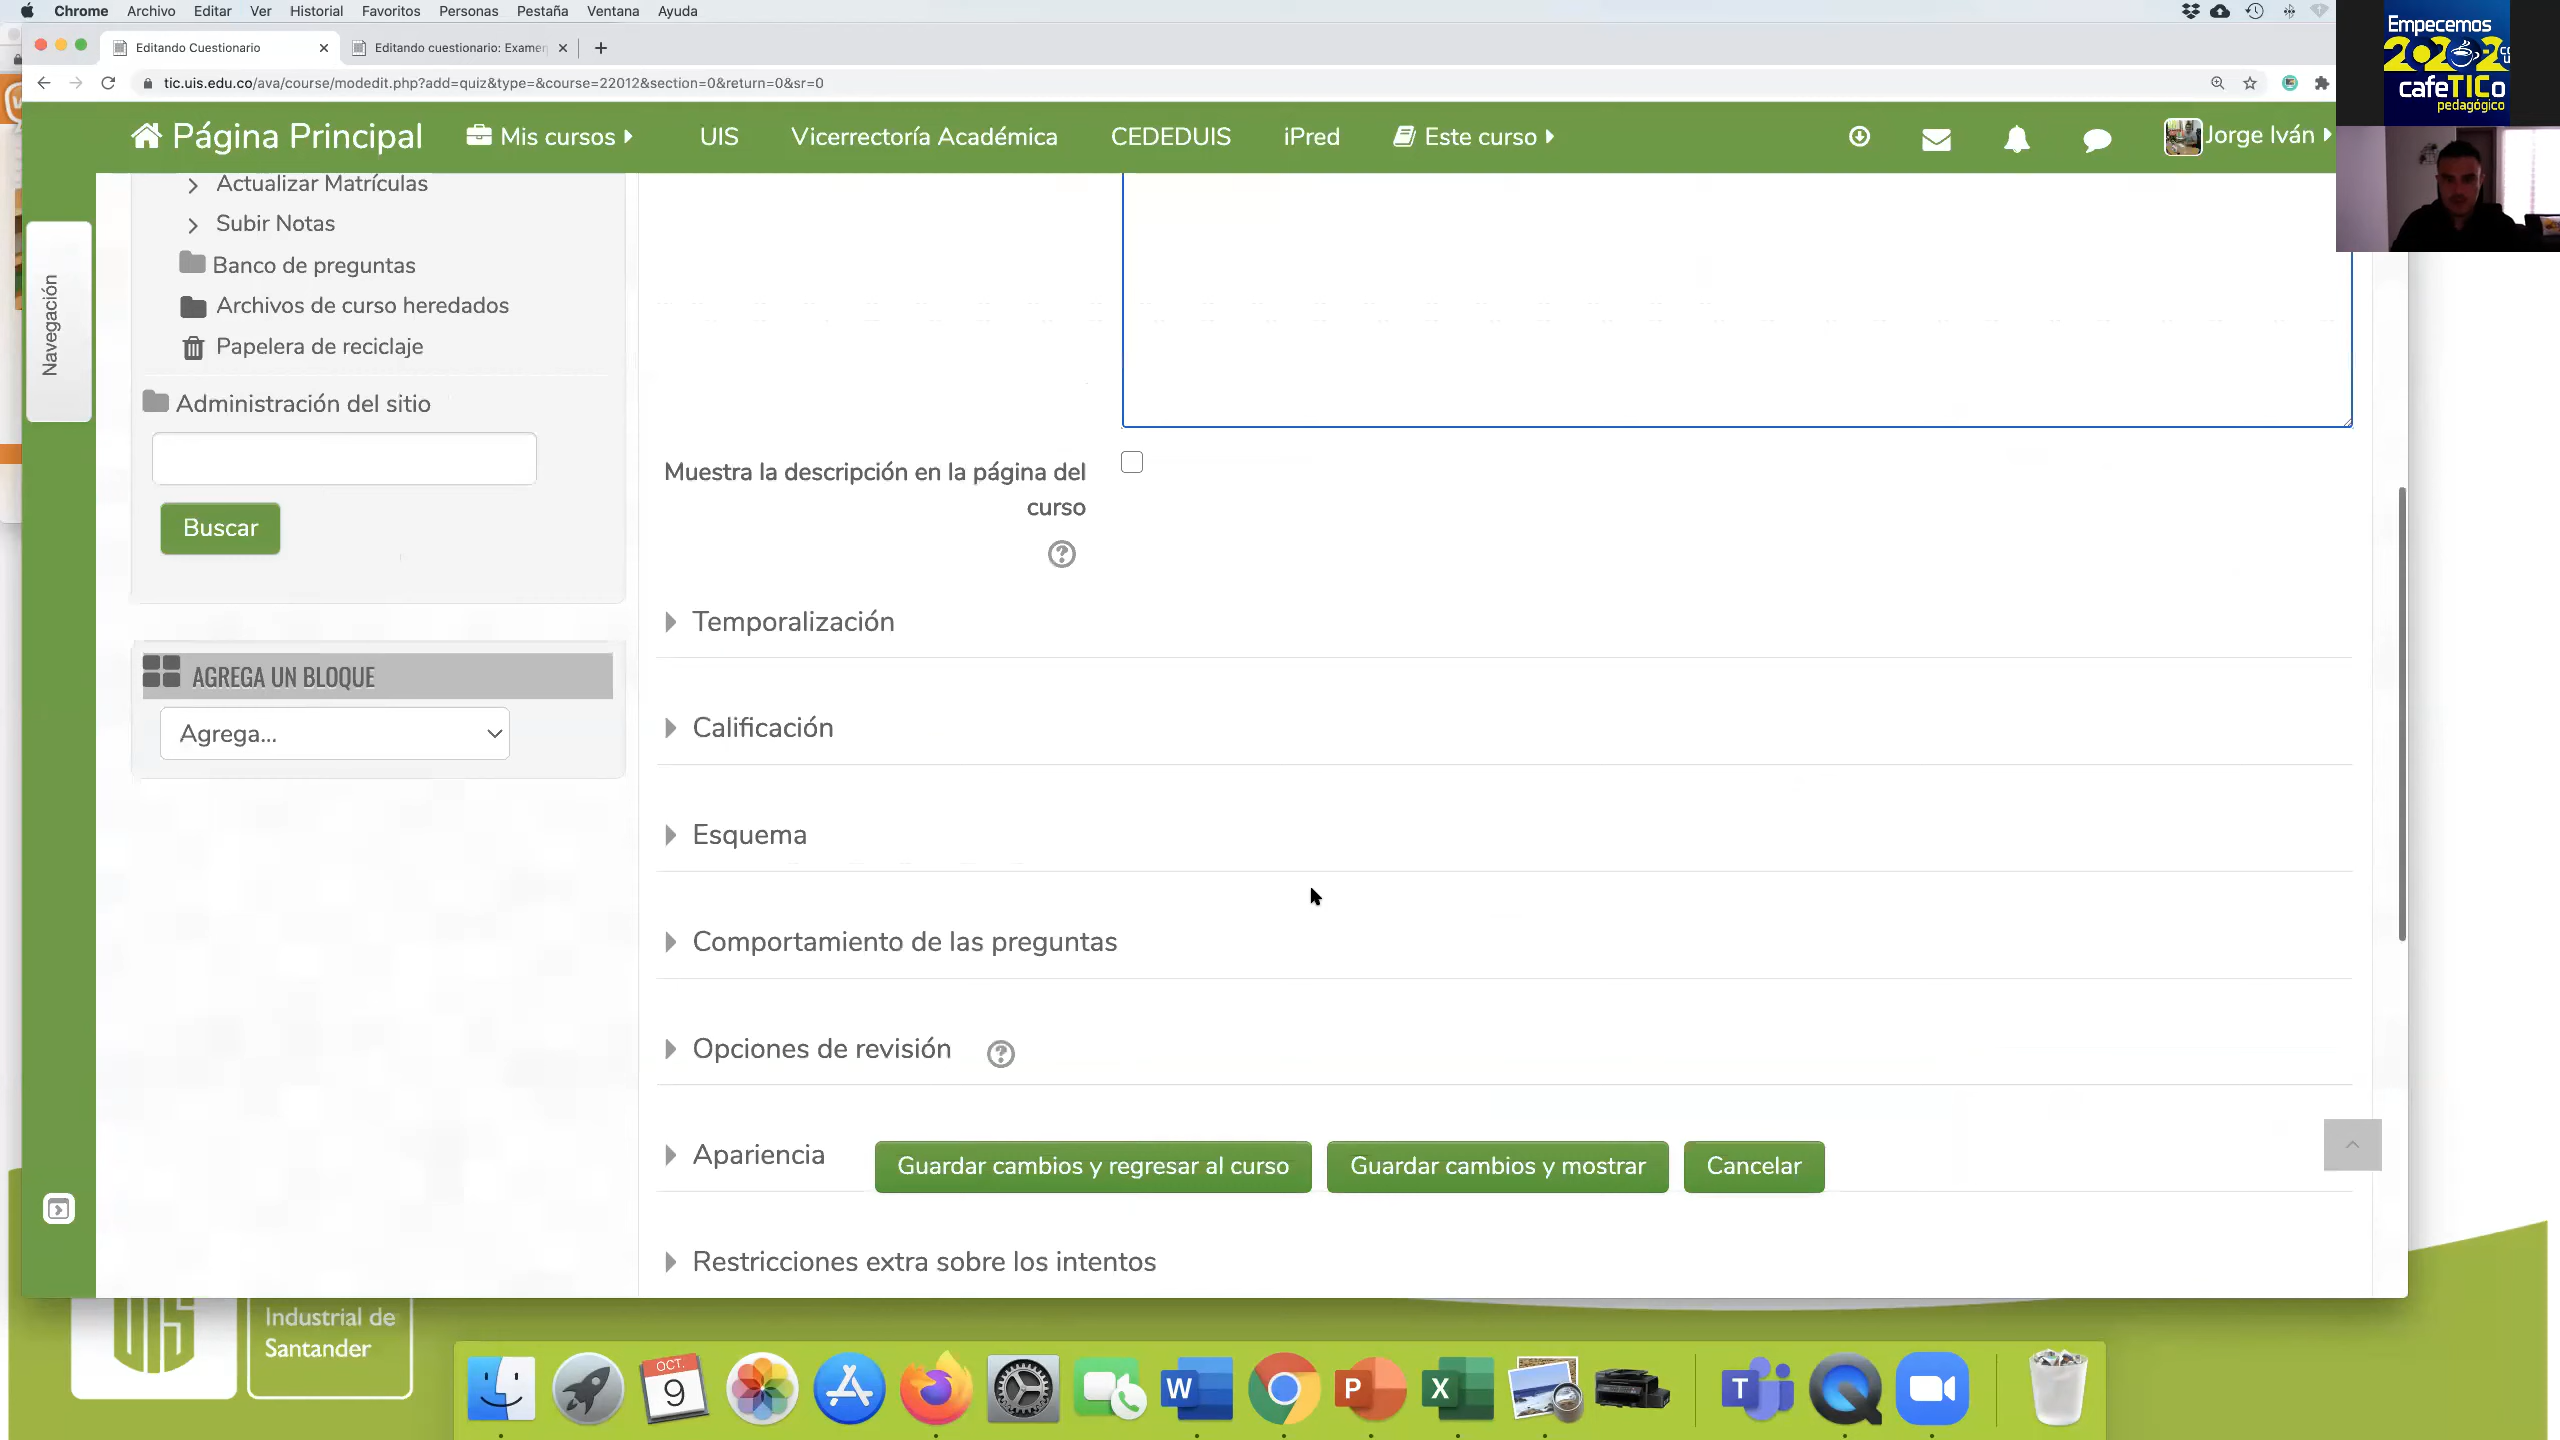 Chrome Archivo Editar Ver Historial Favoritos Personas Pestaña Ventana Ayuda
Editando Cuestionario
Editando cuestionario: Examen
tic.uis.edu.co/ava/course/modedit.php?add=quiz&type=&course=22012&section=0&return=0&sr=0
Empecemos
2020-2
cafeTICo
pedagógico
Página Principal
Mis cursos
UIS
Vicerrectoría Académica
CEDEDUIS
iPred
Este curso
Jorge Iván
Navegación
Actualizar Matrículas
Subir Notas
Banco de preguntas
Archivos de curso heredados
Papelera de reciclaje
Administración del sitio
Buscar
AGREGA UN BLOQUE
Agrega...
Muestra la descripción en la página del
curso
Temporalización
Calificación
Esquema
Comportamiento de las preguntas
Opciones de revisión
Apariencia
Guardar cambios y regresar al curso
Guardar cambios y mostrar
Cancelar
Restricciones extra sobre los intentos
Industrial de
Santander
OCT.
9
W
P
X
T